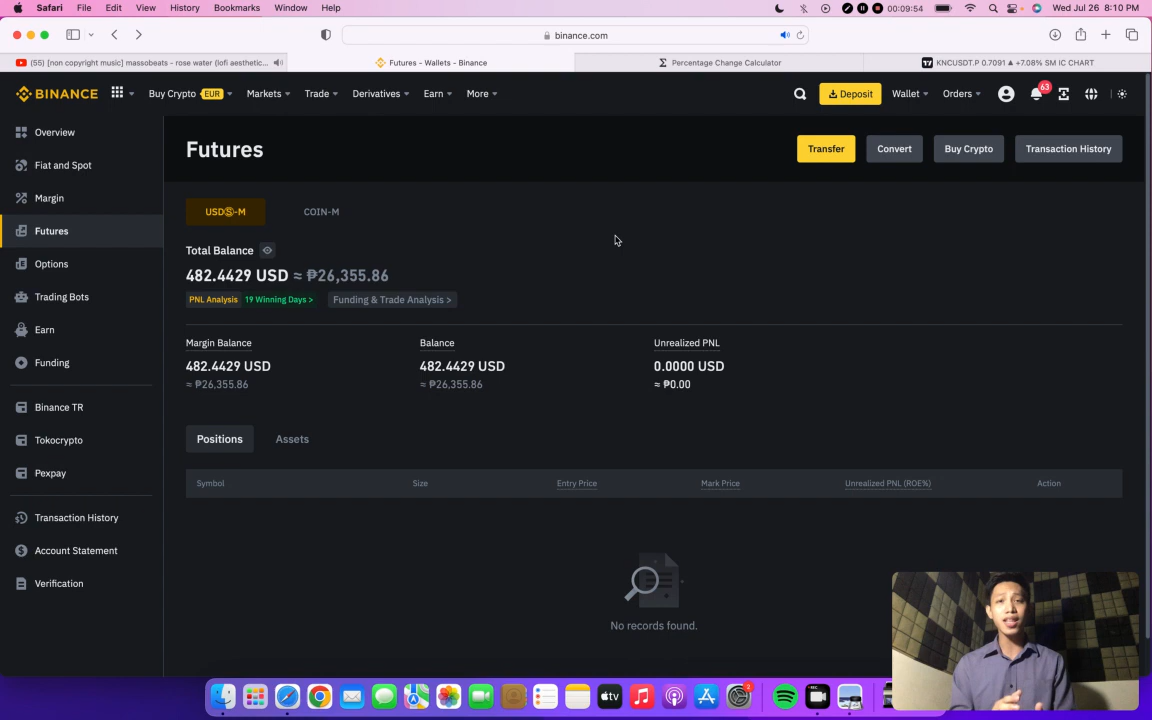 Safari File Edit View History Bookmarks Window Help
00:09:54 Wed Jul 26 8:10 PM
binance.com
(55) [non copyright music] massobeats - rose water (lofi aesthetic...
Futures - Wallets - Binance
Percentage Change Calculator
KNCUSDT.P 0.7091 ▲ +7.08% SM IC CHART
BINANCE
Buy Crypto EUR Markets Trade Derivatives Earn More
Deposit Wallet Orders 63
Overview
Fiat and Spot
Margin
Futures
Options
Trading Bots
Earn
Funding
Binance TR
Tokocrypto
Pexpay
Transaction History
Account Statement
Verification
Futures
Transfer Convert Buy Crypto Transaction History
USDⓈ-M COIN-M
Total Balance
482.4429 USD ≈ ₱26,355.86
PNL Analysis 19 Winning Days > Funding & Trade Analysis >
Margin Balance Balance Unrealized PNL
482.4429 USD 482.4429 USD 0.0000 USD
≈ ₱26,355.86 ≈ ₱26,355.86 ≈ ₱0.00
Positions Assets
Symbol Size Entry Price Mark Price Unrealized PNL (ROE%) Action
No records found.
tv
REC